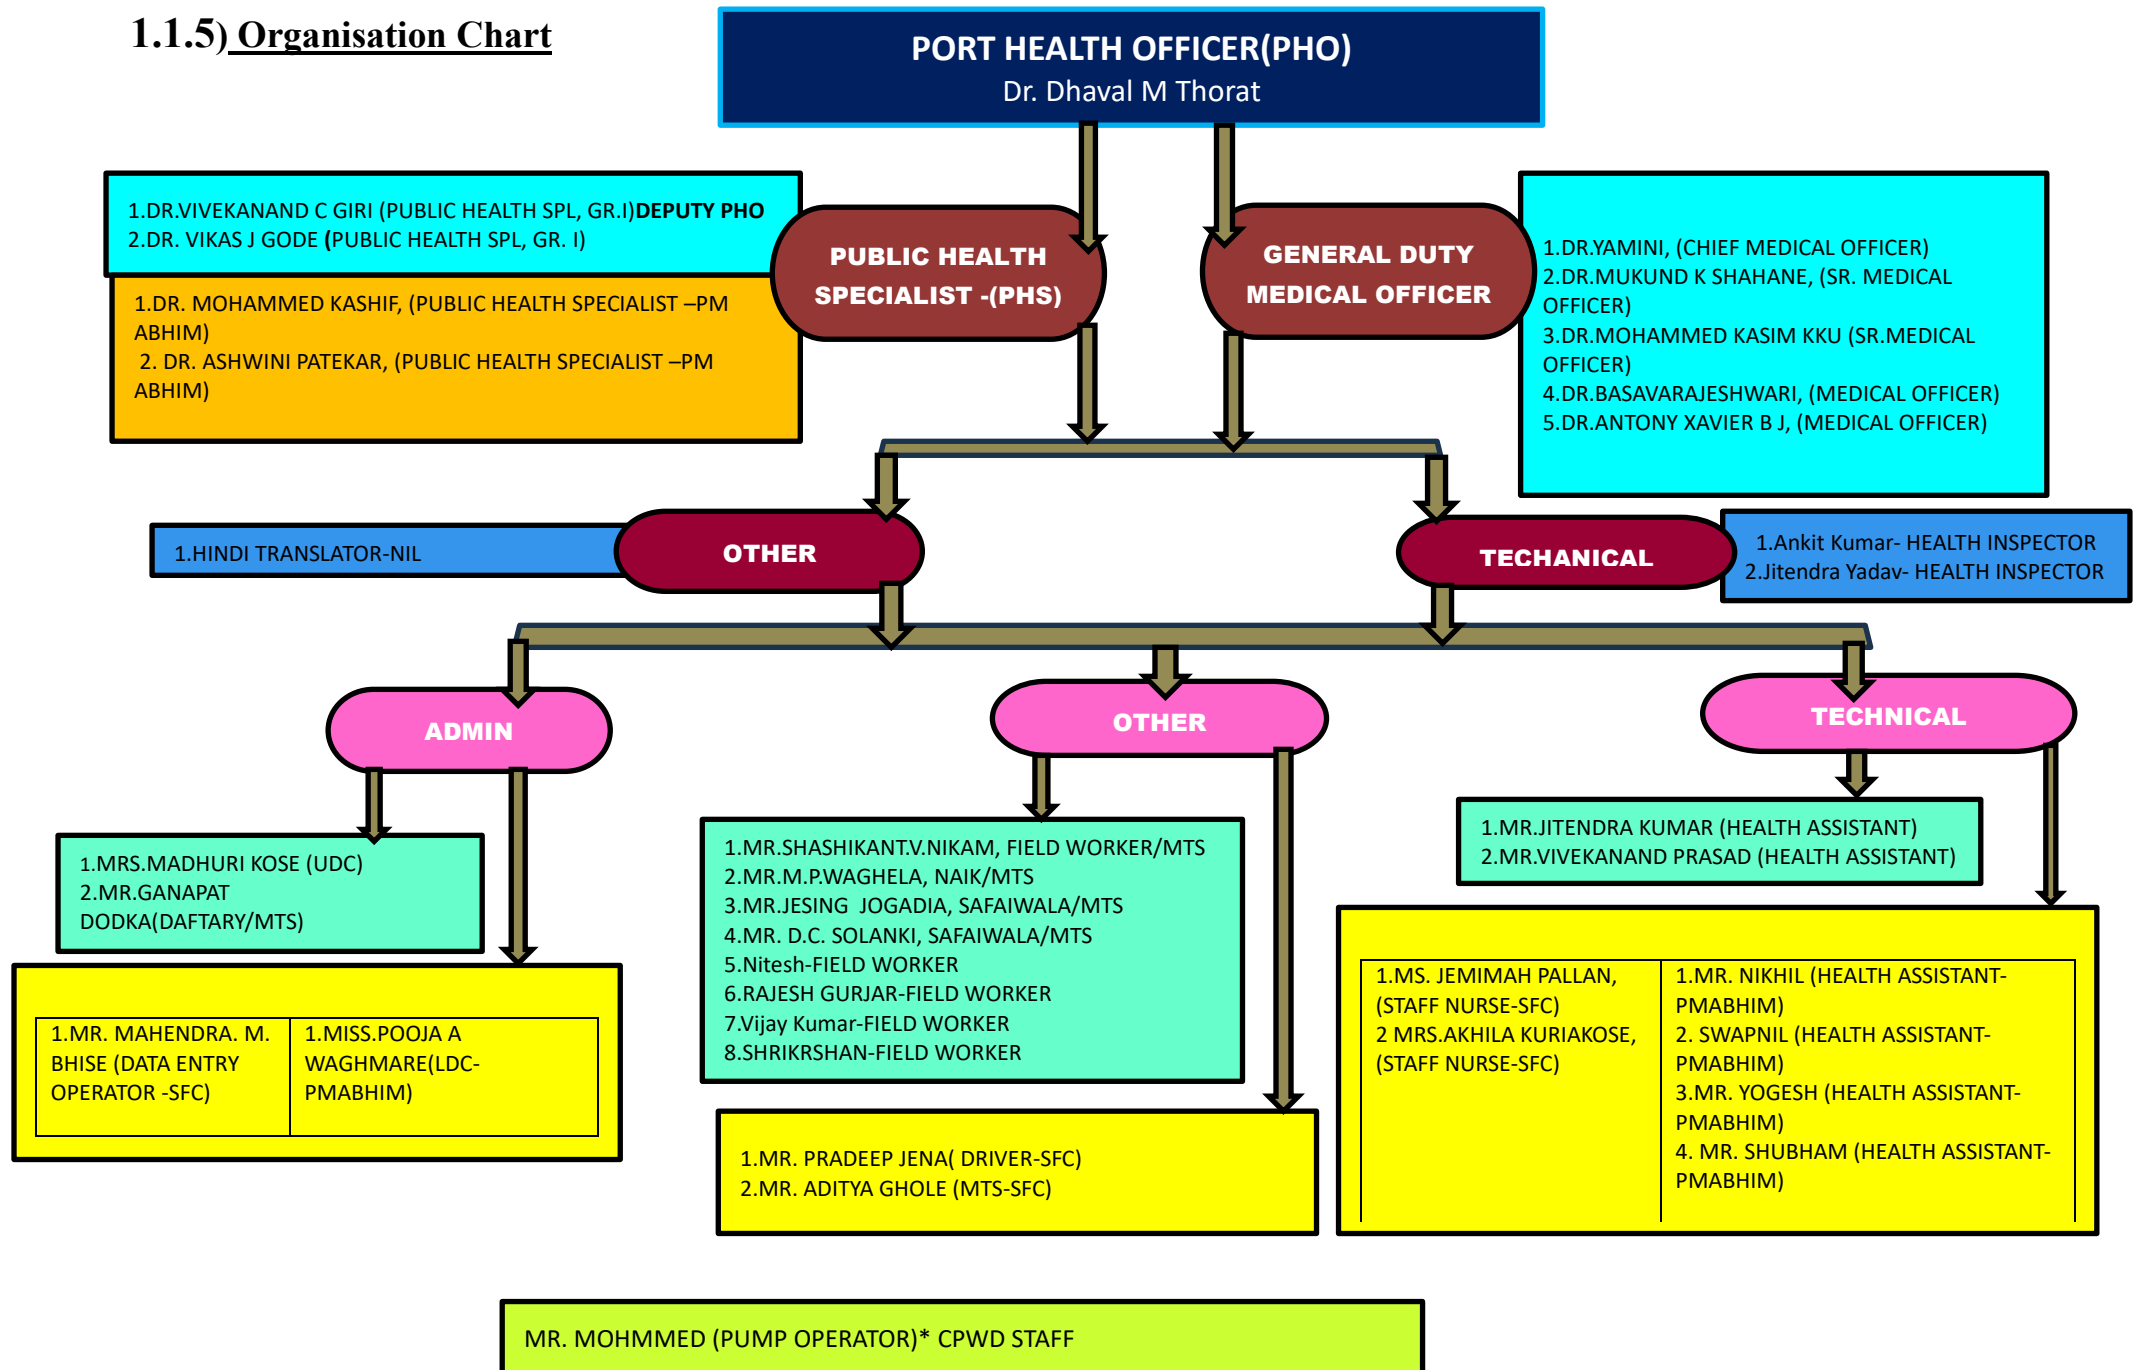 1.1.5) Organisation Chart
PORT HEALTH OFFICER(PHO)
Dr. Dhaval M Thorat
1.DR.VIVEKANAND C GIRI (PUBLIC HEALTH SPL, GR.I)DEPUTY PHO
2.DR. VIKAS J GODE (PUBLIC HEALTH SPL, GR. I)
1.DR. MOHAMMED KASHIF, (PUBLIC HEALTH SPECIALIST –PM
ABHIM)
2. DR. ASHWINI PATEKAR, (PUBLIC HEALTH SPECIALIST –PM
ABHIM)
PUBLIC HEALTH
SPECIALIST -(PHS)
GENERAL DUTY
MEDICAL OFFICER
1.DR.YAMINI, (CHIEF MEDICAL OFFICER)
2.DR.MUKUND K SHAHANE, (SR. MEDICAL
OFFICER)
3.DR.MOHAMMED KASIM KKU (SR.MEDICAL
OFFICER)
4.DR.BASAVARAJESHWARI, (MEDICAL OFFICER)
5.DR.ANTONY XAVIER B J, (MEDICAL OFFICER)
1.HINDI TRANSLATOR-NIL
OTHER
TECHANICAL
1.Ankit Kumar- HEALTH INSPECTOR
2.Jitendra Yadav- HEALTH INSPECTOR
ADMIN
OTHER
TECHNICAL
1.MRS.MADHURI KOSE (UDC)
2.MR.GANAPAT
DODKA(DAFTARY/MTS)
1.MR. MAHENDRA. M.
BHISE (DATA ENTRY
OPERATOR -SFC)
1.MISS.POOJA A
WAGHMARE(LDC-
PMABHIM)
1.MR.SHASHIKANT.V.NIKAM, FIELD WORKER/MTS
2.MR.M.P.WAGHELA, NAIK/MTS
3.MR.JESING  JOGADIA, SAFAIWALA/MTS
4.MR. D.C. SOLANKI, SAFAIWALA/MTS
5.Nitesh-FIELD WORKER
6.RAJESH GURJAR-FIELD WORKER
7.Vijay Kumar-FIELD WORKER
8.SHRIKRSHAN-FIELD WORKER
1.MR. PRADEEP JENA( DRIVER-SFC)
2.MR. ADITYA GHOLE (MTS-SFC)
1.MR.JITENDRA KUMAR (HEALTH ASSISTANT)
2.MR.VIVEKANAND PRASAD (HEALTH ASSISTANT)
1.MS. JEMIMAH PALLAN,
(STAFF NURSE-SFC)
2 MRS.AKHILA KURIAKOSE,
(STAFF NURSE-SFC)
1.MR. NIKHIL (HEALTH ASSISTANT-
PMABHIM)
2. SWAPNIL (HEALTH ASSISTANT-
PMABHIM)
3.MR. YOGESH (HEALTH ASSISTANT-
PMABHIM)
4. MR. SHUBHAM (HEALTH ASSISTANT-
PMABHIM)
MR. MOHMMED (PUMP OPERATOR)* CPWD STAFF